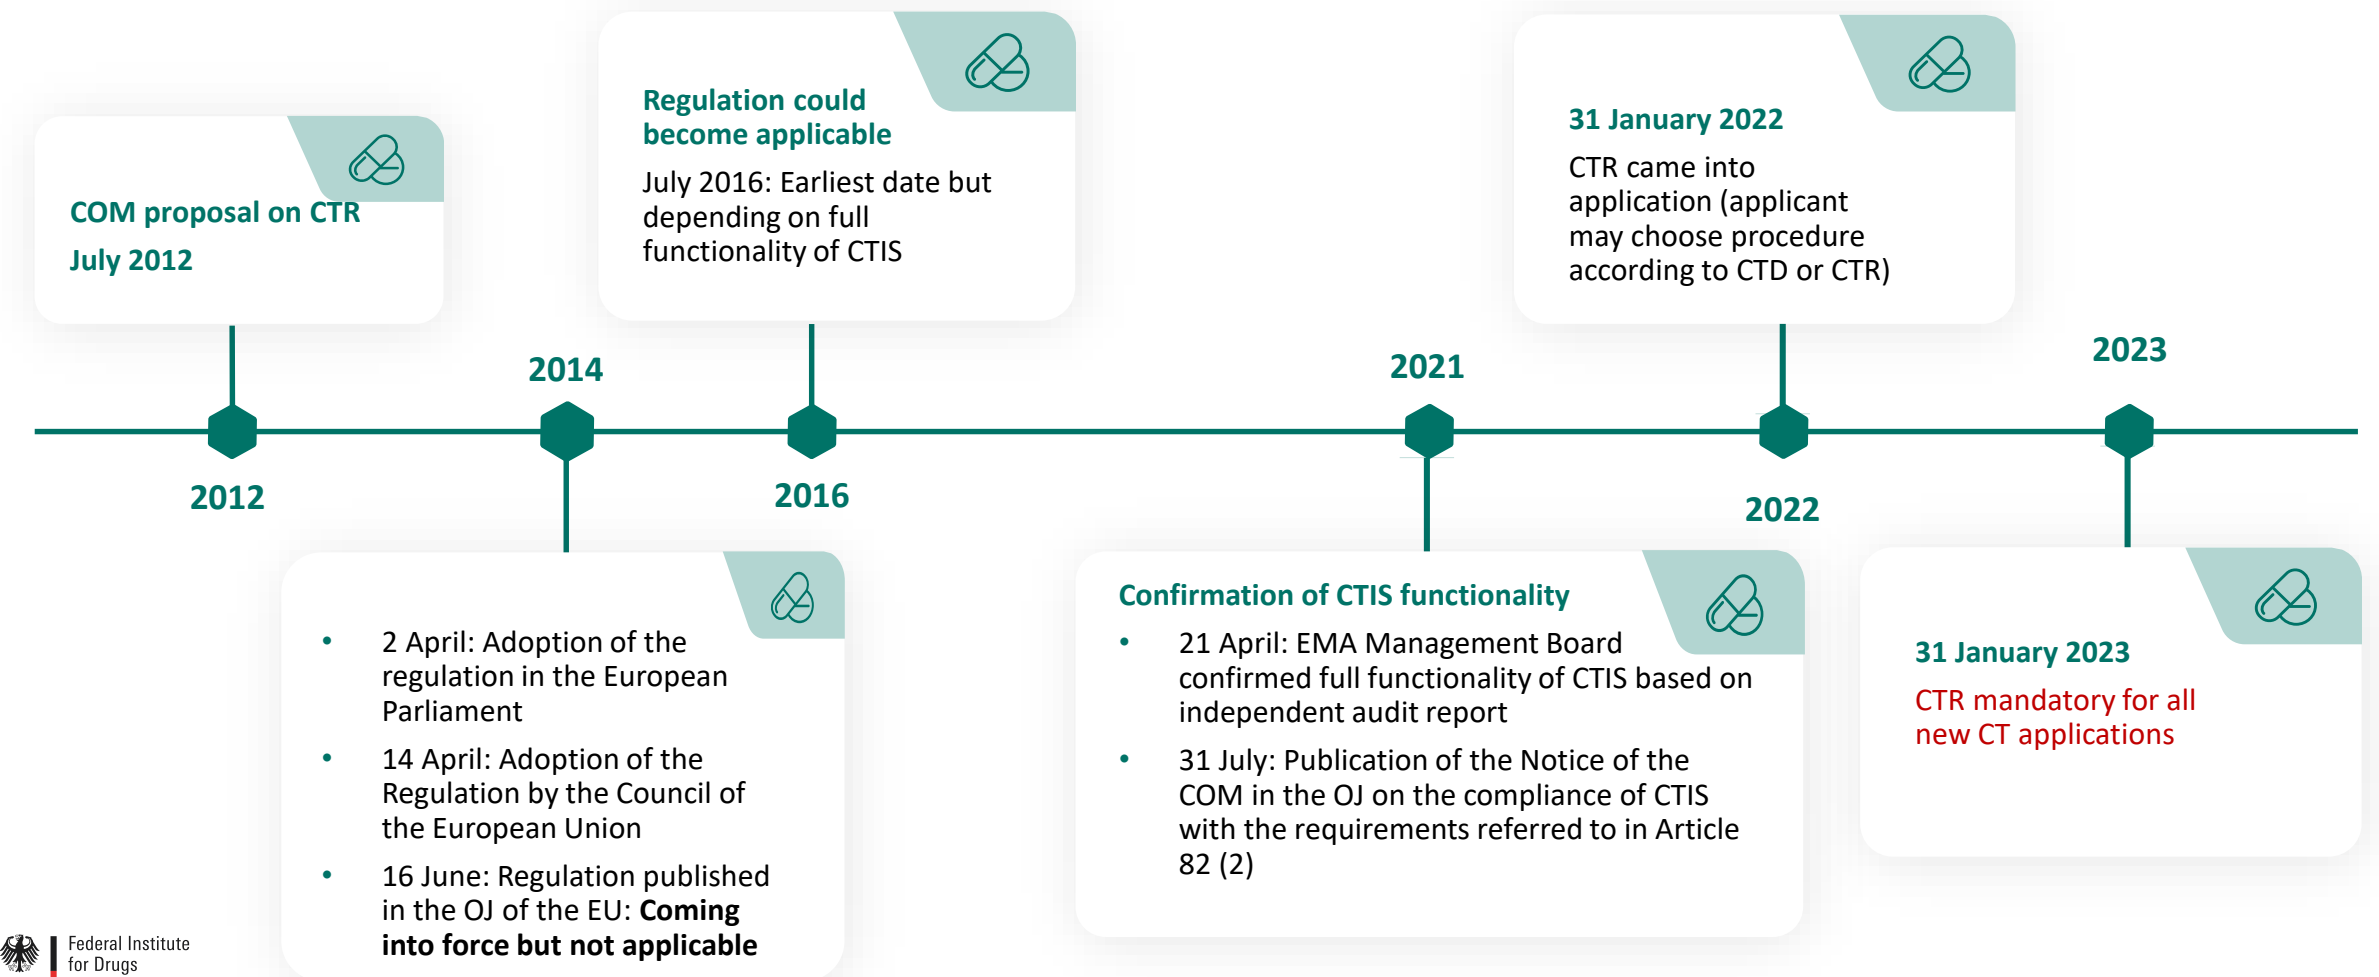 COM proposal on CTR
July 2012
2012
2014
• 2 April: Adoption of the
regulation in the European
Parliament
• 14 April: Adoption of the
Regulation by the Council of
the European Union
• 16 June: Regulation published
in the OJ of the EU: Coming
into force but not applicable
Regulation could
become applicable
July 2016: Earliest date but
depending on full
functionality of CTIS
2016
2021
Confirmation of CTIS functionality
• 21 April: EMA Management Board
confirmed full functionality of CTIS based on
independent audit report
• 31 July: Publication of the Notice of the
COM in the OJ on the compliance of CTIS
with the requirements referred to in Article
82 (2)
31 January 2022
CTR came into
application (applicant
may choose procedure
according to CTD or CTR)
2022
2023
31 January 2023
CTR mandatory for all
new CT applications
Federal Institute
for Drugs